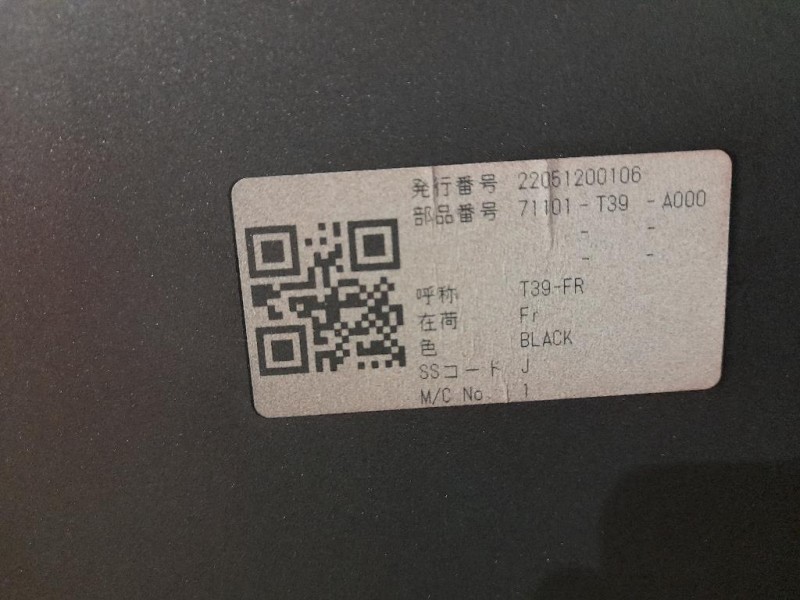 発行番号 22051200106
部品番号 71101-T39 -A000
- -
- -
呼称 T39-FR
在荷 Fr
色 BLACK
SSコード J
M/C No. 1